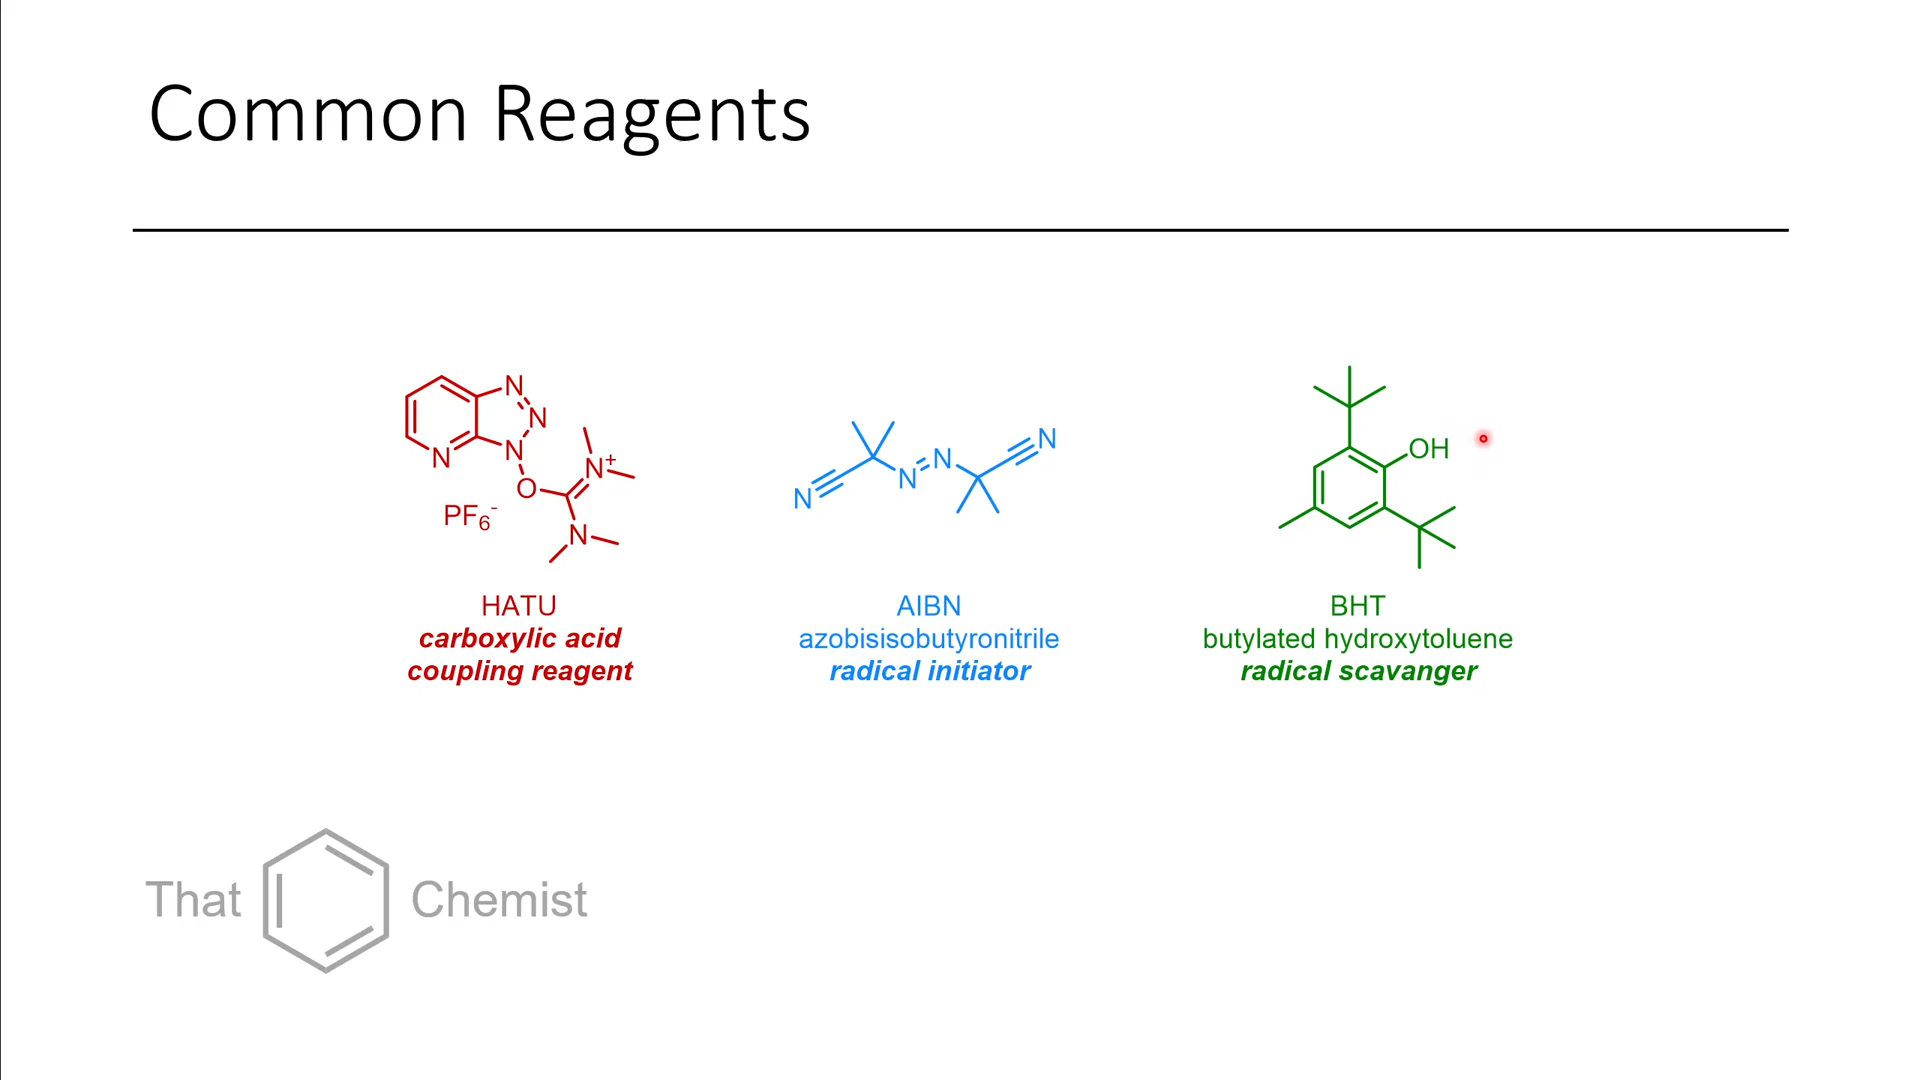 Common Reagents
N
N
N
N
O
N+
N
PF6-
N
N
N
N
OH
HATU
carboxylic acid
coupling reagent
AIBN
azobisisobutyronitrile
radical initiator
BHT
butylated hydroxytoluene
radical scavanger
That Chemist